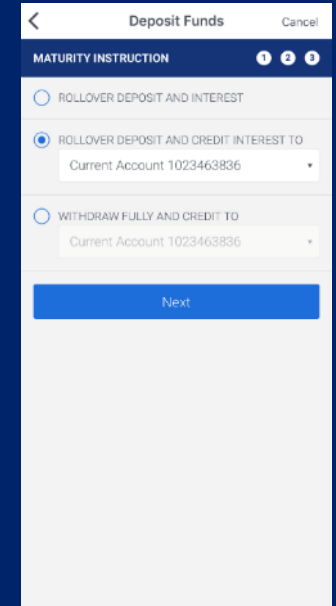 Deposit Funds Cancel
MATURITY INSTRUCTION 1 2 3
ROLLOVER DEPOSIT AND INTEREST
ROLLOVER DEPOSIT AND CREDIT INTEREST TO
Current Account 1023463836
WITHDRAW FULLY AND CREDIT TO
Current Account 1023463836
Next